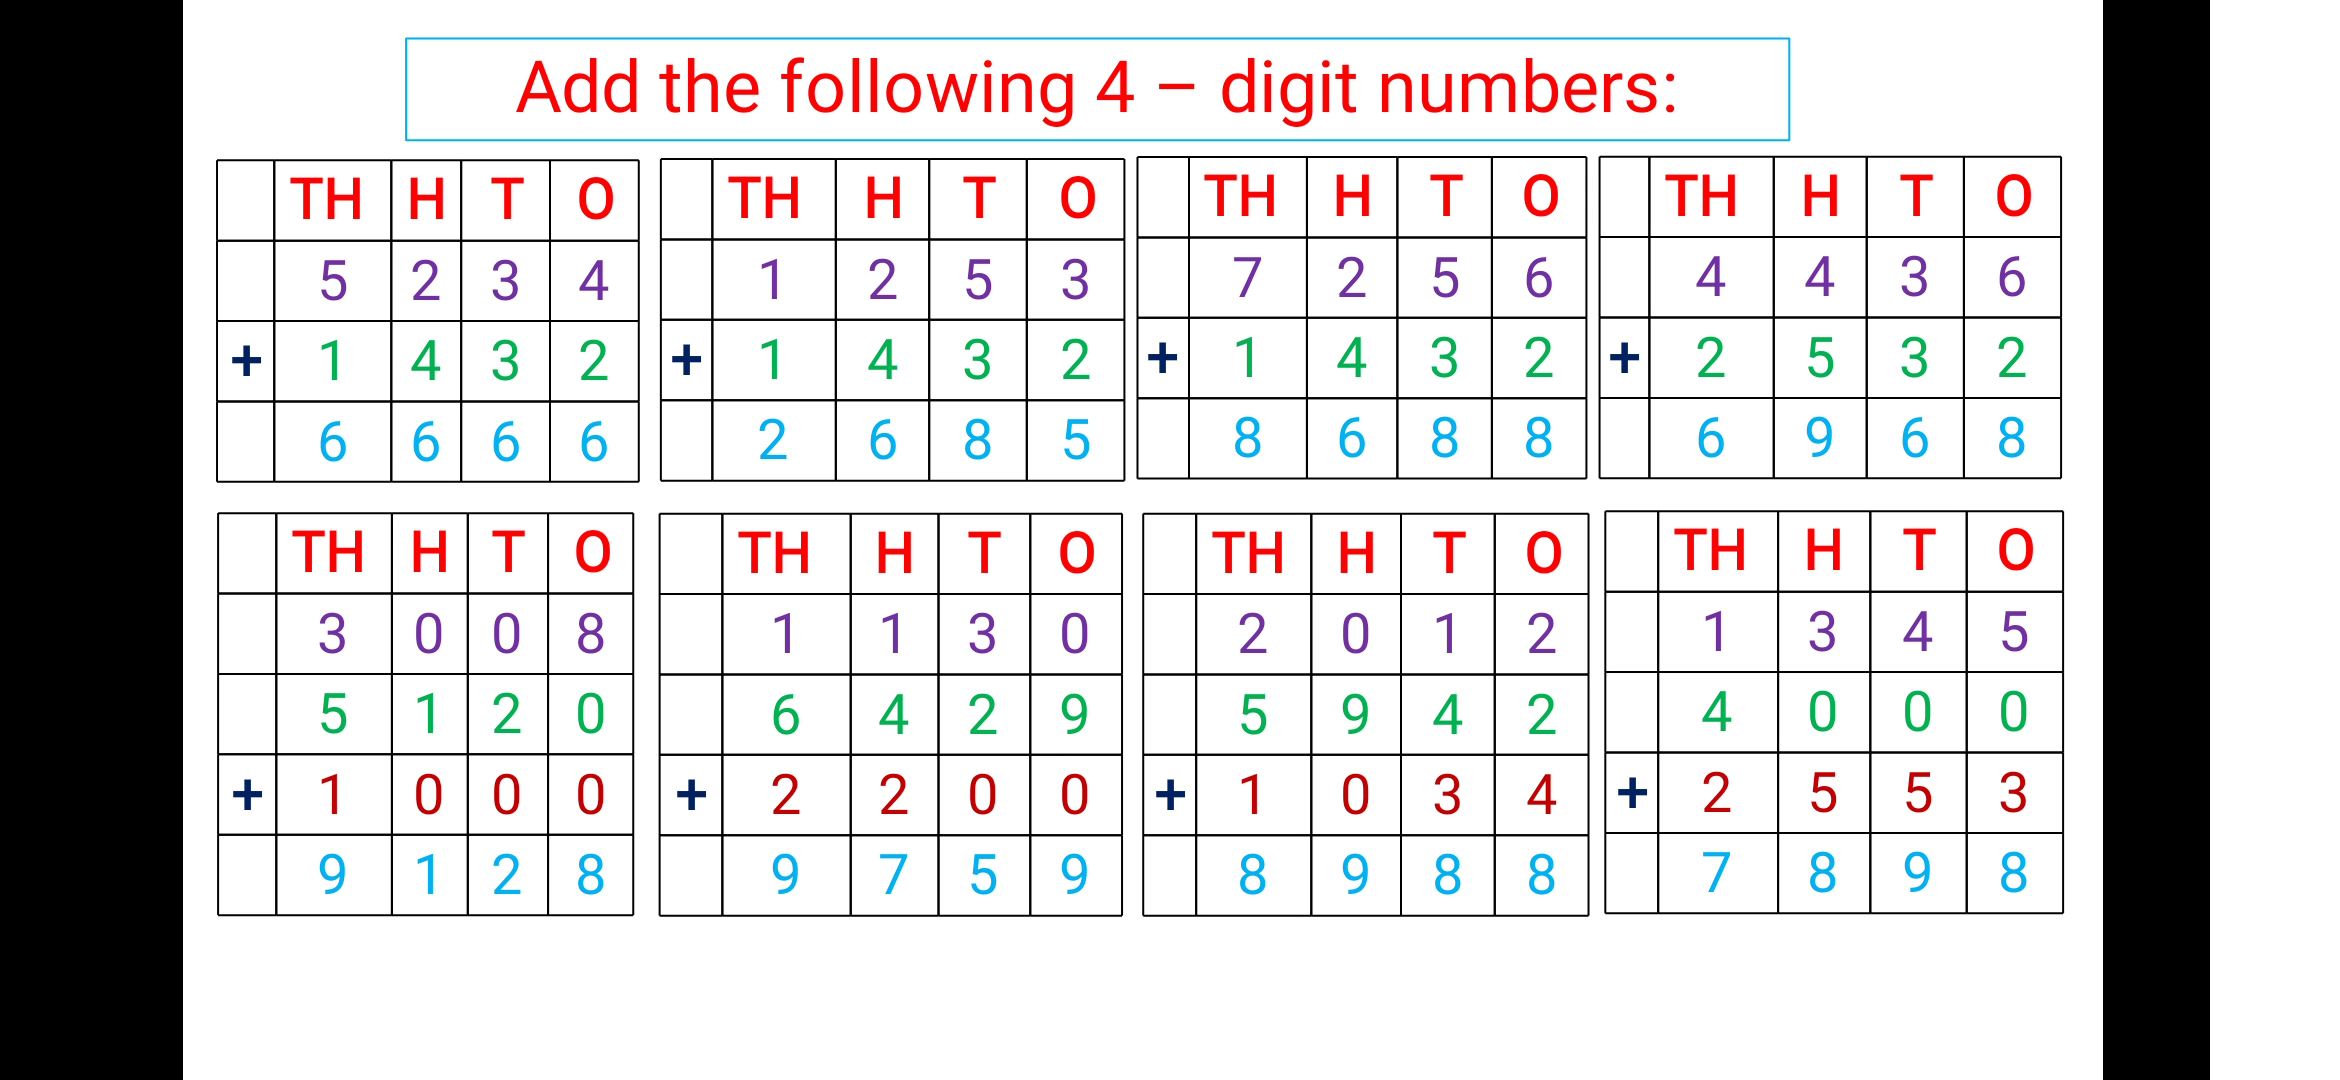 Add the following 4 – digit numbers:
TH H T O TH H T O TH H T O TH H T O
5 2 3 4 1 2 5 3 7 2 5 6 4 4 3 6
+ 1 4 3 2 + 1 4 3 2 + 1 4 3 2 + 2 5 3 2
6 6 6 6 2 6 8 5 8 6 8 8 6 9 6 8
TH H T O TH H T O TH H T O TH H T O
3 0 0 8 1 1 3 0 2 0 1 2 1 3 4 5
5 1 2 0 6 4 2 9 5 9 4 2 4 0 0 0
+ 1 0 0 0 + 2 2 0 0 + 1 0 3 4 + 2 5 5 3
9 1 2 8 9 7 5 9 8 9 8 8 7 8 9 8